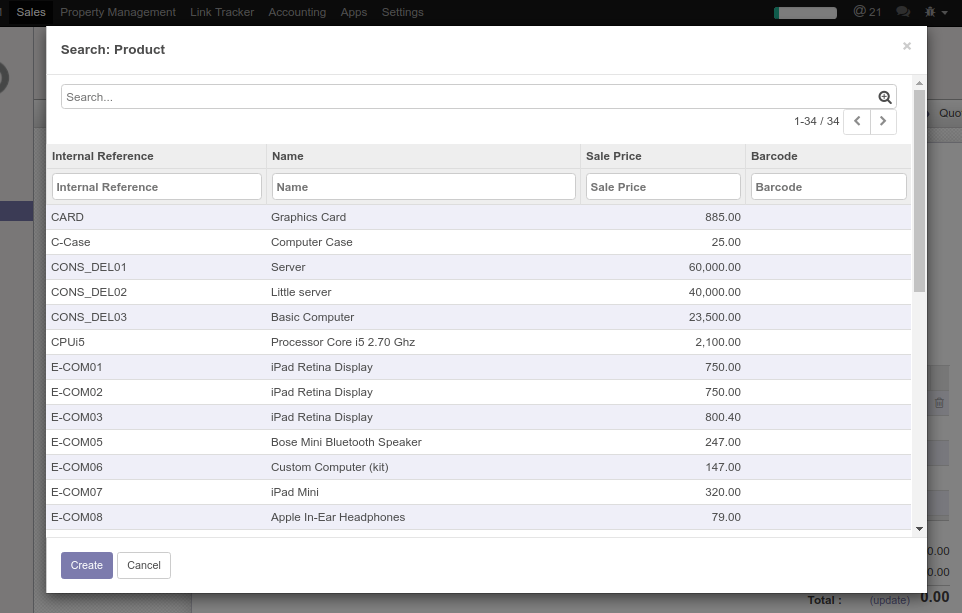 Sales Property Management Link Tracker Accounting Apps Settings @ 21
Search: Product ×
Search...
1-34 / 34
Quo
Internal Reference Name Sale Price Barcode
Internal Reference Name Sale Price Barcode
CARD Graphics Card 885.00
C-Case Computer Case 25.00
CONS_DEL01 Server 60,000.00
CONS_DEL02 Little server 40,000.00
CONS_DEL03 Basic Computer 23,500.00
CPUi5 Processor Core i5 2.70 Ghz 2,100.00
E-COM01 iPad Retina Display 750.00
E-COM02 iPad Retina Display 750.00
E-COM03 iPad Retina Display 800.40
E-COM05 Bose Mini Bluetooth Speaker 247.00
E-COM06 Custom Computer (kit) 147.00
E-COM07 iPad Mini 320.00
E-COM08 Apple In-Ear Headphones 79.00
0.00
Create Cancel
0.00
Total : (update) 0.00